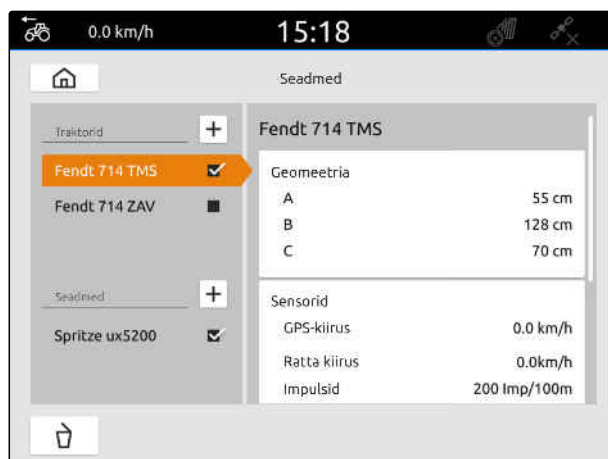 0.0 km/h
15:18
Seadmed
Traktorid
+
Fendt 714 TMS
Fendt 714 ZAV
Seadmed
+
Spritze ux5200
Fendt 714 TMS
Geomeetria
A 55 cm
B 128 cm
C 70 cm
Sensorid
GPS-kiirus 0.0 km/h
Ratta kiirus 0.0km/h
Impulsid 200 Imp/100m